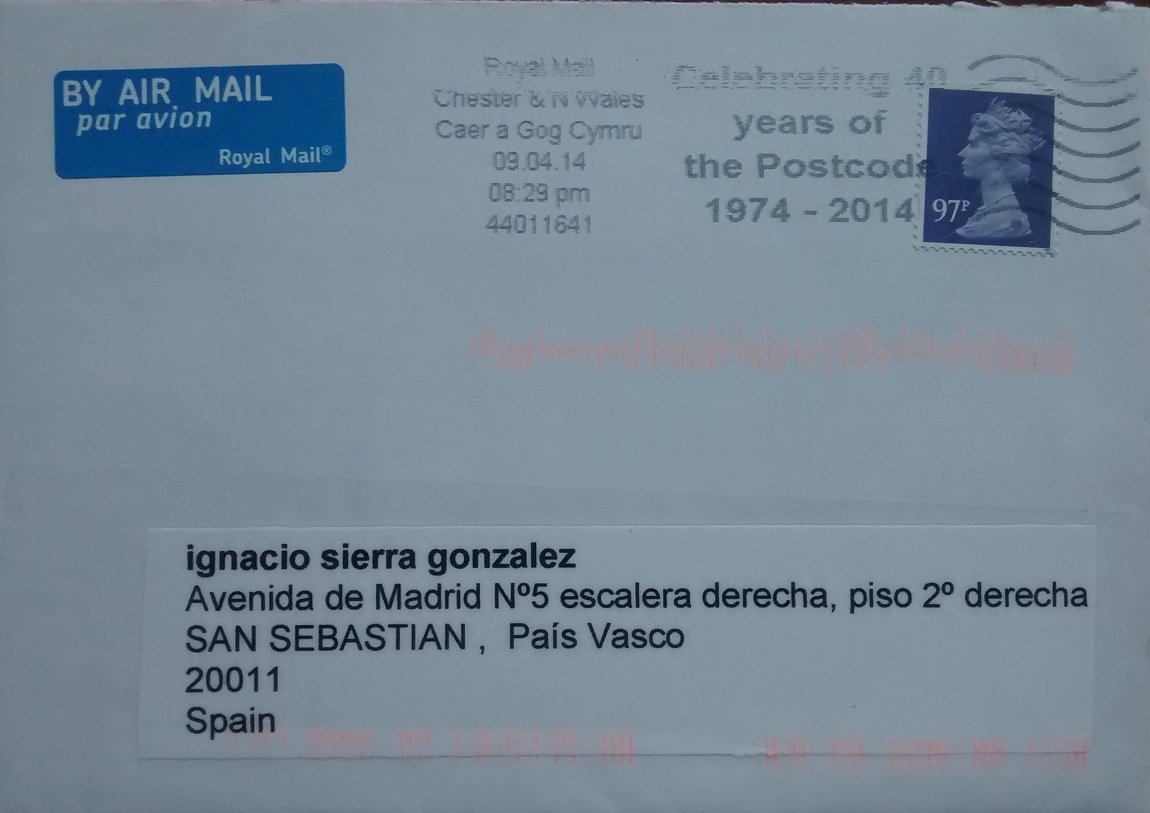 BY AIR MAIL
par avion
Royal Mail®
Royal Mail
Chester & N Wales
Caer a Gog Cymru
09.04.14
08:29 pm
44011641
Celebrating 40
years of
the Postcode
1974 - 2014
97P
ignacio sierra gonzalez
Avenida de Madrid Nº5 escalera derecha, piso 2º derecha
SAN SEBASTIAN , País Vasco
20011
Spain